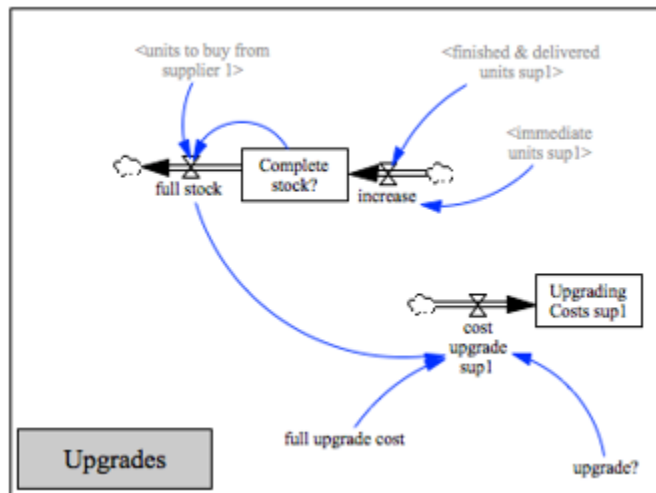 <units to buy from
supplier 1>
<finished & delivered
units sup1>
<immediate
units sup1>
Complete
stock?
full stock
increase
Upgrading
Costs sup1
cost
upgrade
sup1
full upgrade cost
upgrade?
Upgrades